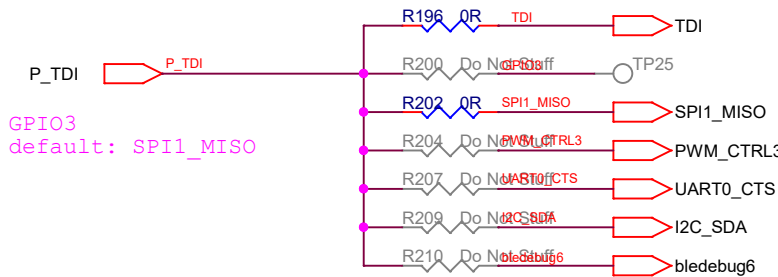 R196 0R TDI TDI
P_TDI P_TDI R200 Do Not Stuff GPIO3 TP25
R202 0R SPI1_MISO SPI1_MISO
GPIO3
default: SPI1_MISO
R204 Do Not Stuff PWM_CTRL3 PWM_CTRL3
R207 Do Not Stuff UART0_CTS UART0_CTS
R209 Do Not Stuff I2C_SDA I2C_SDA
R210 Do Not Stuff bledebug6 bledebug6